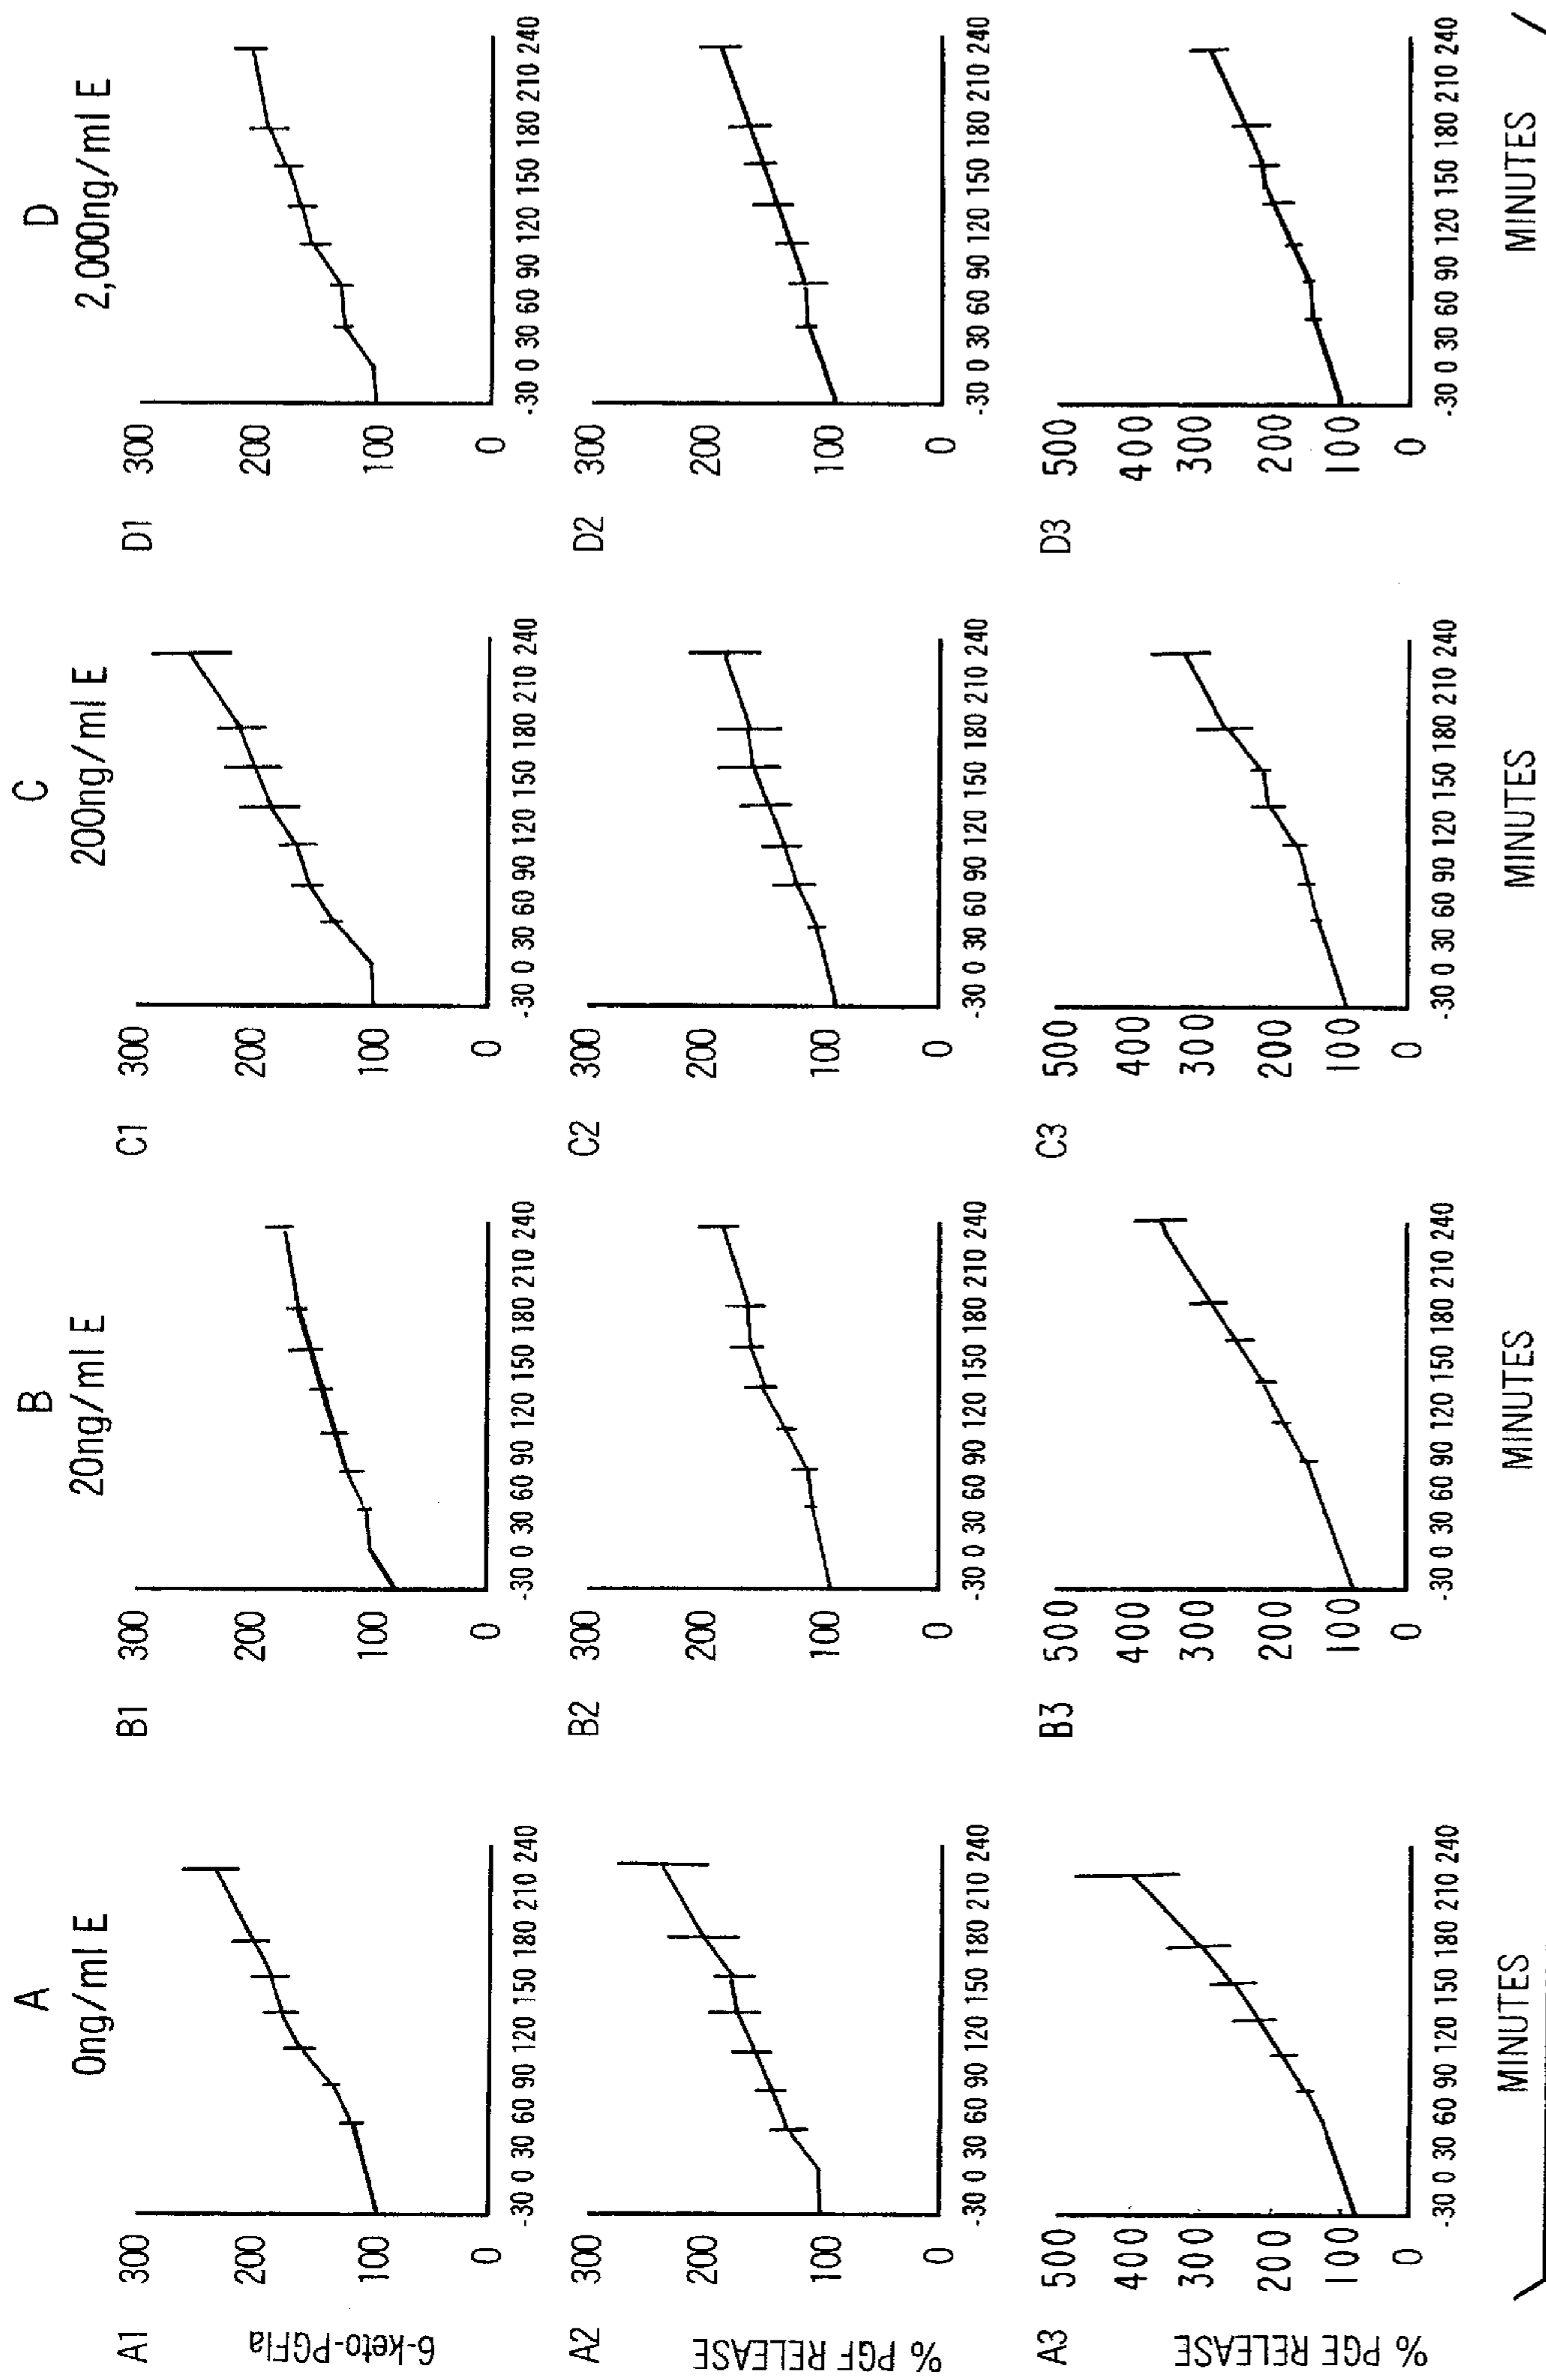 A
0ng/ml E
B
20ng/ml E
C
200ng/ml E
D
2,000ng/ml E
A1
6-keto-PGFIa
300
200
100
0
-30 0 30 60 90 120 150 180 210 240
B1
300
200
100
0
-30 0 30 60 90 120 150 180 210 240
C1
300
200
100
0
-30 0 30 60 90 120 150 180 210 240
D1
300
200
100
0
-30 0 30 60 90 120 150 180 210 240
A2
% PGF RELEASE
300
200
100
0
-30 0 30 60 90 120 150 180 210 240
B2
300
200
100
0
-30 0 30 60 90 120 150 180 210 240
C2
300
200
100
0
-30 0 30 60 90 120 150 180 210 240
D2
300
200
100
0
-30 0 30 60 90 120 150 180 210 240
A3
% PGE RELEASE
500
400
300
200
100
0
-30 0 30 60 90 120 150 180 210 240
MINUTES
B3
500
400
300
200
100
0
-30 0 30 60 90 120 150 180 210 240
MINUTES
C3
500
400
300
200
100
0
-30 0 30 60 90 120 150 180 210 240
MINUTES
D3
500
400
300
200
100
0
-30 0 30 60 90 120 150 180 210 240
MINUTES